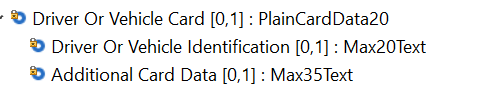 Driver Or Vehicle Card [0,1] : PlainCardData20
Driver Or Vehicle Identification [0,1] : Max20Text
Additional Card Data [0,1] : Max35Text